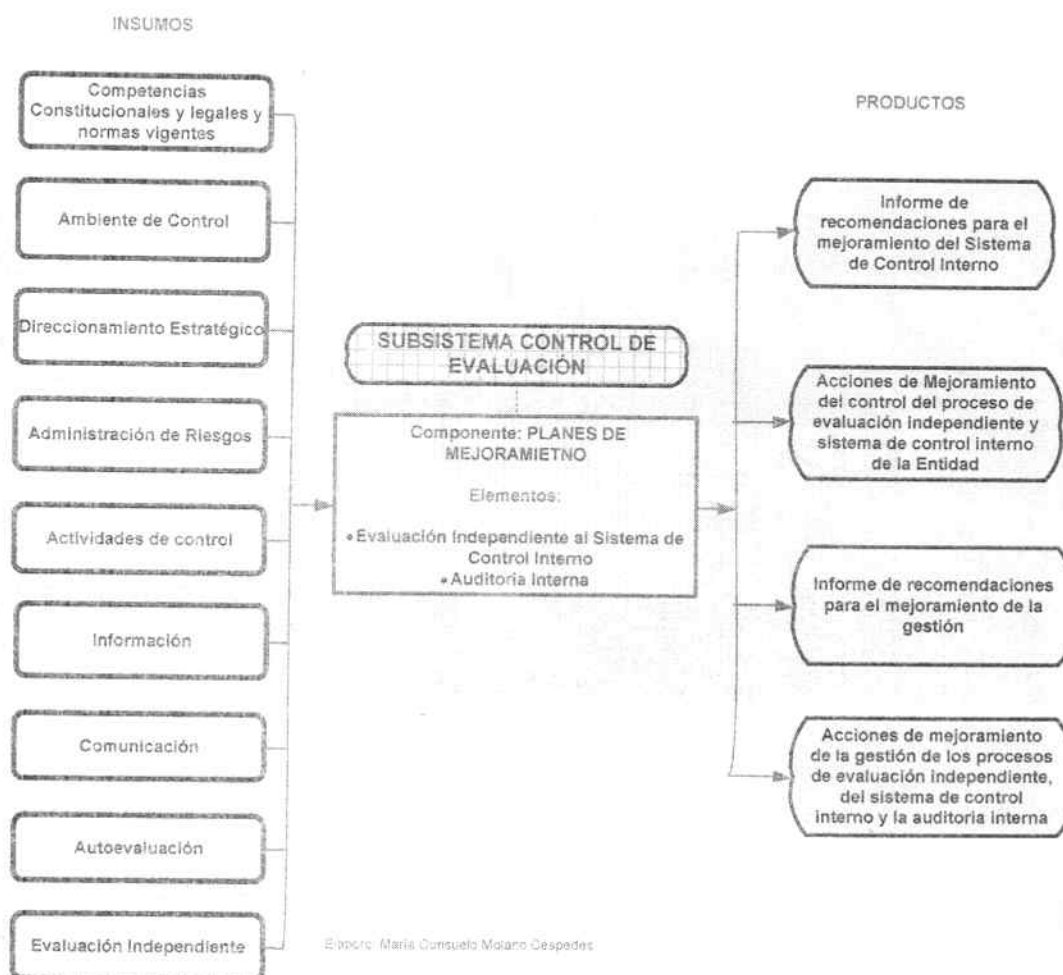 INSUMOS
Competencias
Constitucionales y legales y
normas vigentes
Ambiente de Control
Direccionamiento Estratégico
Administración de Riesgos
Actividades de control
Información
Comunicación
Autoevaluación
Evaluación Independiente
SUBSISTEMA CONTROL DE
EVALUACIÓN
Componente: PLANES DE
MEJORAMIETNO
Elementos:
• Evaluación Independiente al Sistema de
Control Interno
• Auditoria Interna
PRODUCTOS
Informe de
recomendaciones para el
mejoramiento del Sistema
de Control Interno
Acciones de Mejoramiento
del control del proceso de
evaluación independiente y
sistema de control interno
de la Entidad
Informe de recomendaciones
para el mejoramiento de la
gestión
Acciones de mejoramiento
de la gestión de los procesos
de evaluación independiente,
del sistema de control
interno y la auditoria interna
Elaboro: María Consuelo Molano Cespedes